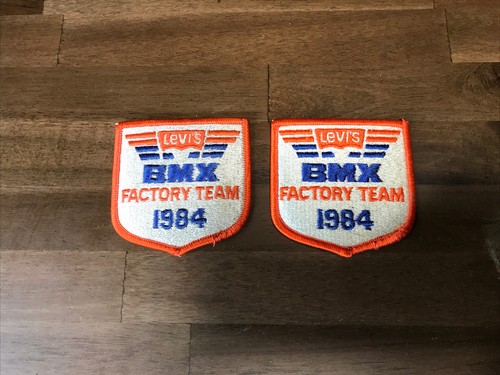 LEVI'S
BMX
FACTORY TEAM
1984
LEVI'S
BMX
FACTORY TEAM
1984